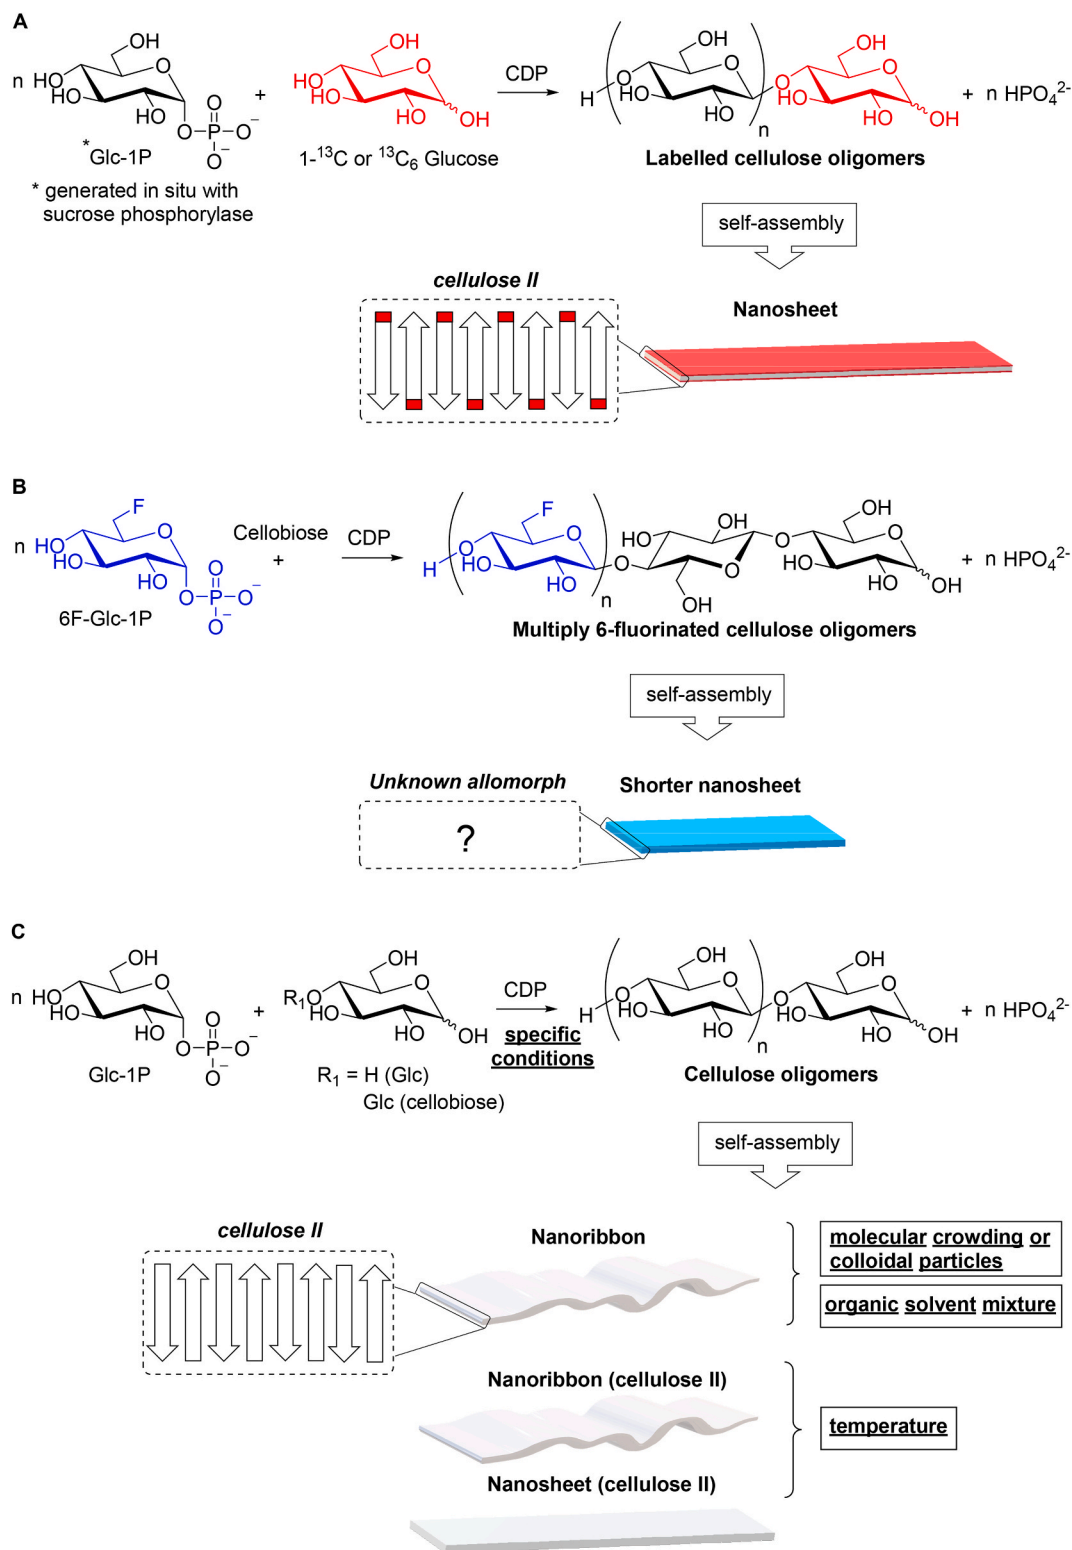 A
OH
HO
HO
HO
O
O
O
P
O⁻
O⁻
n
*Glc-1P
* generated in situ with
sucrose phosphorylase
+
OH
HO
HO
HO
O
OH
1-¹³C or ¹³C₆ Glucose
CDP
OH
O
O
H
HO
HO
n
OH
O
O
HO
HO
OH
+ n HPO₄²⁻
Labelled cellulose oligomers
self-assembly
cellulose II
Nanosheet
B
F
n
HO
HO
HO
O
O
O
P
O⁻
O⁻
6F-Glc-1P
Cellobiose
+
CDP
F
O
O
H
HO
HO
n
O
HO
OH
O
OH
O
OH
O
HO
HO
OH
+ n HPO₄²⁻
Multiply 6-fluorinated cellulose oligomers
self-assembly
Unknown allomorph
?
Shorter nanosheet
C
OH
n
HO
HO
HO
O
O
O
P
O⁻
O⁻
Glc-1P
+
OH
R₁O
HO
HO
O
OH
R₁ = H (Glc)
Glc (cellobiose)
CDP
specific
conditions
OH
O
O
H
HO
HO
n
OH
O
O
HO
HO
OH
+ n HPO₄²⁻
Cellulose oligomers
self-assembly
cellulose II
Nanoribbon
molecular crowding or
colloidal particles
organic solvent mixture
Nanoribbon (cellulose II)
temperature
Nanosheet (cellulose II)